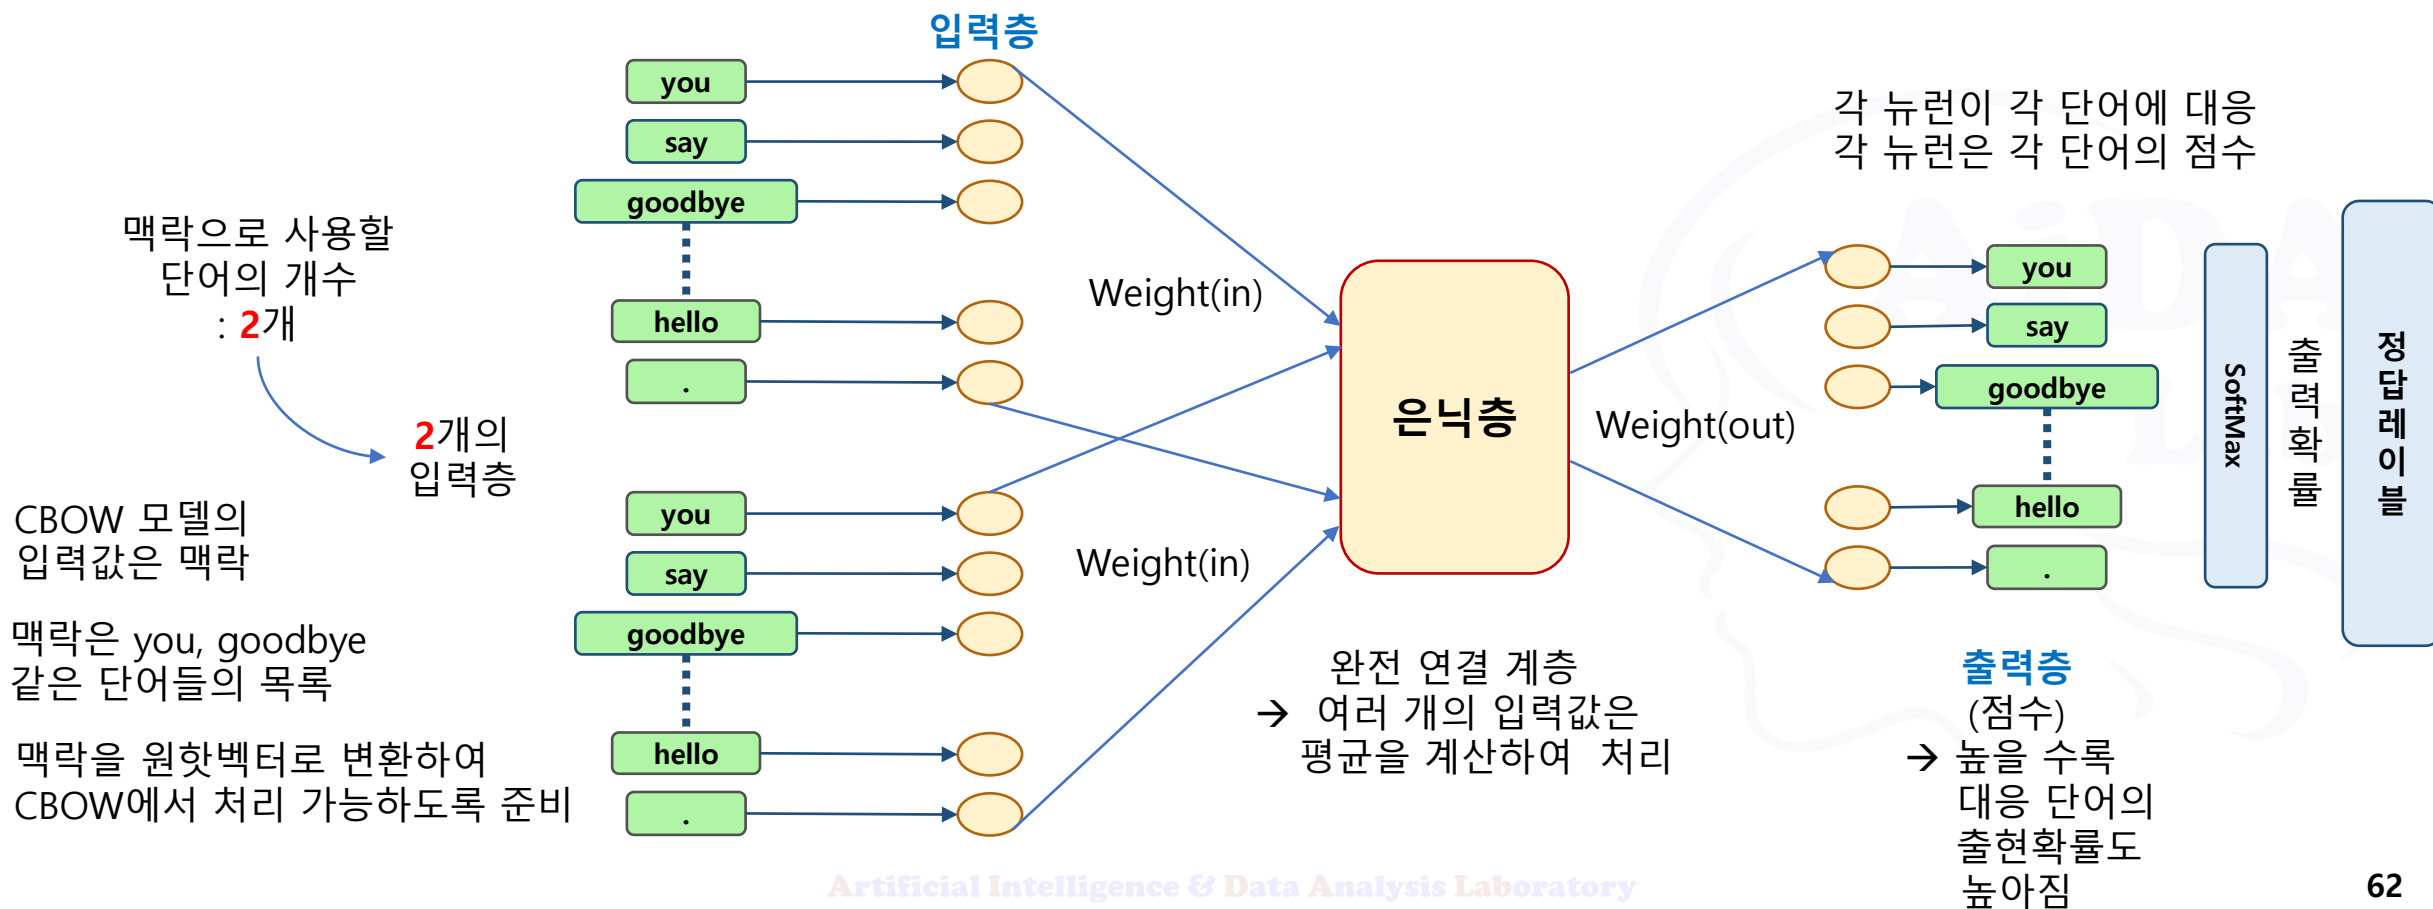 입력층
you
say
goodbye
hello
.
맥락으로 사용할
단어의 개수
: 2개
2개의
입력층
CBOW 모델의
입력값은 맥락
맥락은 you, goodbye
같은 단어들의 목록
맥락을 원핫벡터로 변환하여
CBOW에서 처리 가능하도록 준비
you
say
goodbye
hello
.
Weight(in)
Weight(in)
은닉층
완전 연결 계층
→ 여러 개의 입력값은
평균을 계산하여 처리
Weight(out)
각 뉴런이 각 단어에 대응
각 뉴런은 각 단어의 점수
you
say
goodbye
hello
.
SoftMax
출력확률
정답레이블
출력층
(점수)
→ 높을 수록
대응 단어의
출현확률도
높아짐
Artificial Intelligence & Data Analysis Laboratory
62